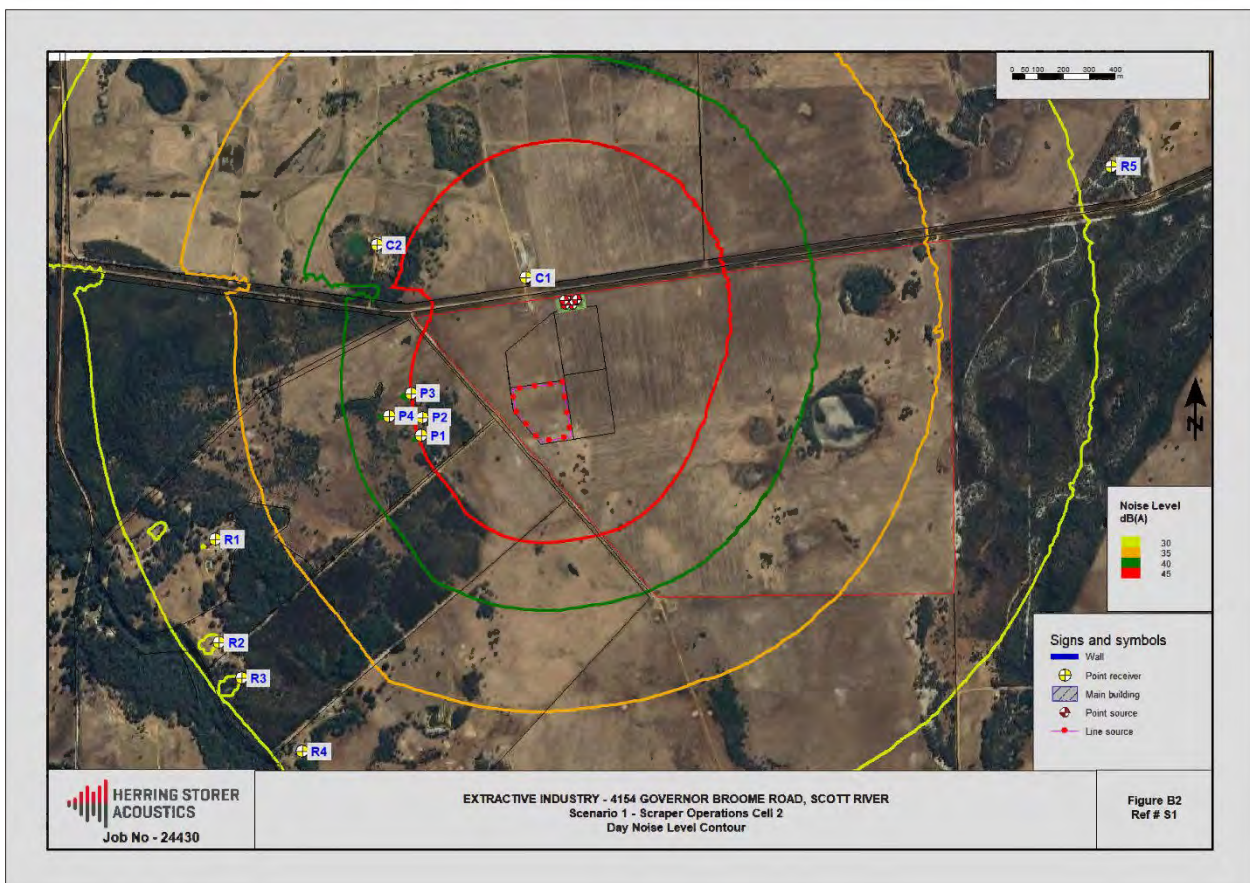 0 50 100 200 300 400
m
R5
C2
C1
P3
P4
P2
P1
R1
R2
R3
R4
N
Noise Level
dB(A)
30
35
40
45
Signs and symbols
Wall
Point receiver
Main building
Point source
Line source
HERRING STORER
ACOUSTICS
Job No - 24430
EXTRACTIVE INDUSTRY - 4154 GOVERNOR BROOME ROAD, SCOTT RIVER
Scenario 1 - Scraper Operations Cell 2
Day Noise Level Contour
Figure B2
Ref # S1